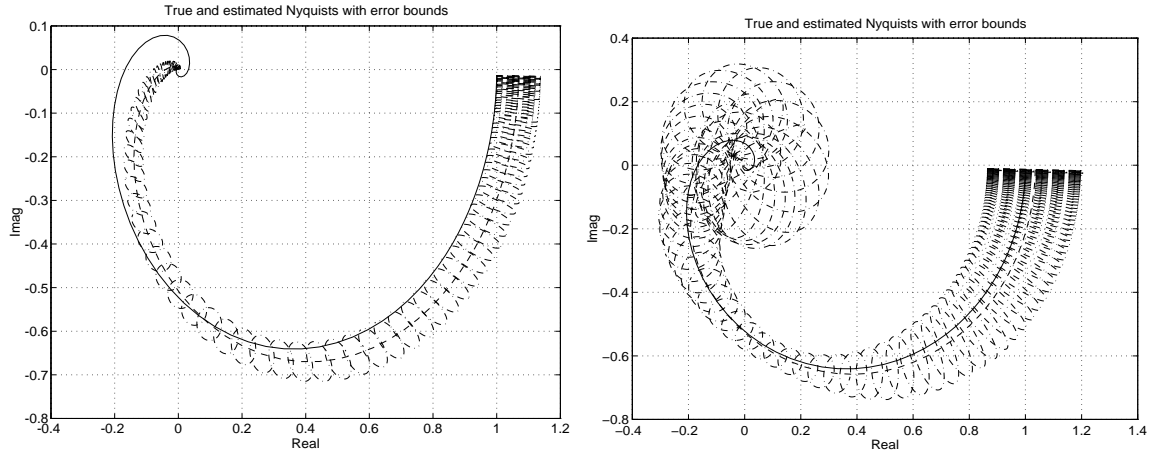 True and estimated Nyquists with error bounds
0.1
0
-0.1
-0.2
-0.3
-0.4
-0.5
-0.6
-0.7
-0.8
Imag
-0.4 -0.2 0 0.2 0.4 0.6 0.8 1 1.2
Real
True and estimated Nyquists with error bounds
0.4
0.2
0
−0.2
−0.4
−0.6
−0.8
Imag
−0.4 −0.2 0 0.2 0.4 0.6 0.8 1 1.2 1.4
Real